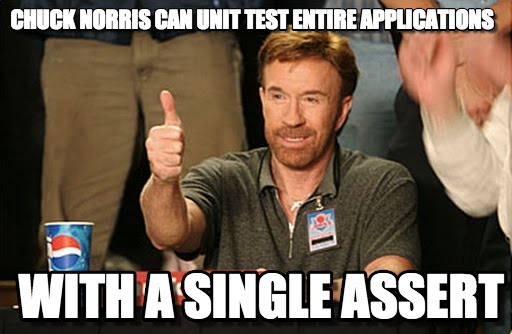 CHUCK NORRIS CAN UNIT TEST ENTIRE APPLICATIONS
WITH A SINGLE ASSERT